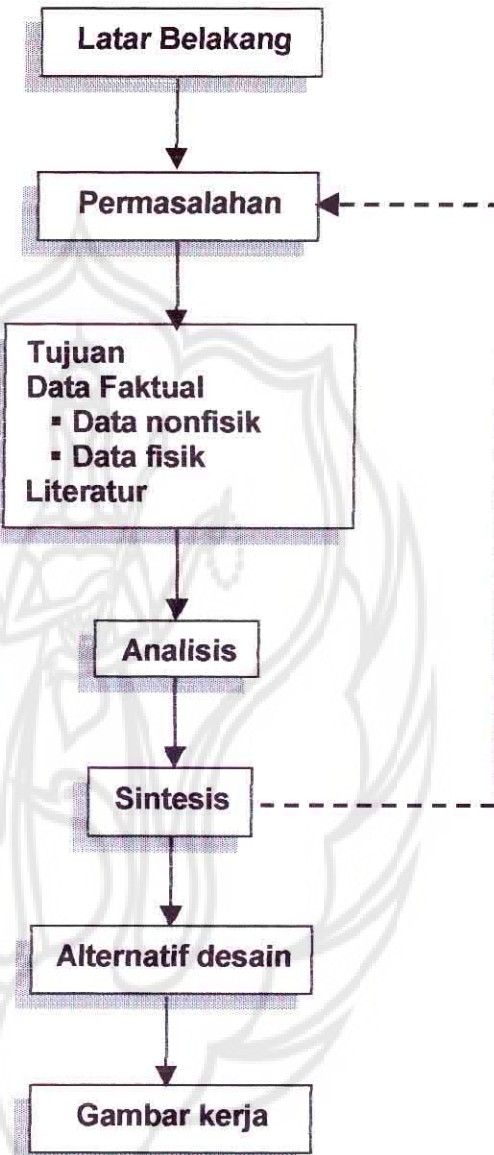 Latar Belakang
Permasalahan
Tujuan
Data Faktual
▪ Data nonfisik
▪ Data fisik
Literatur
Analisis
Sintesis
Alternatif desain
Gambar kerja